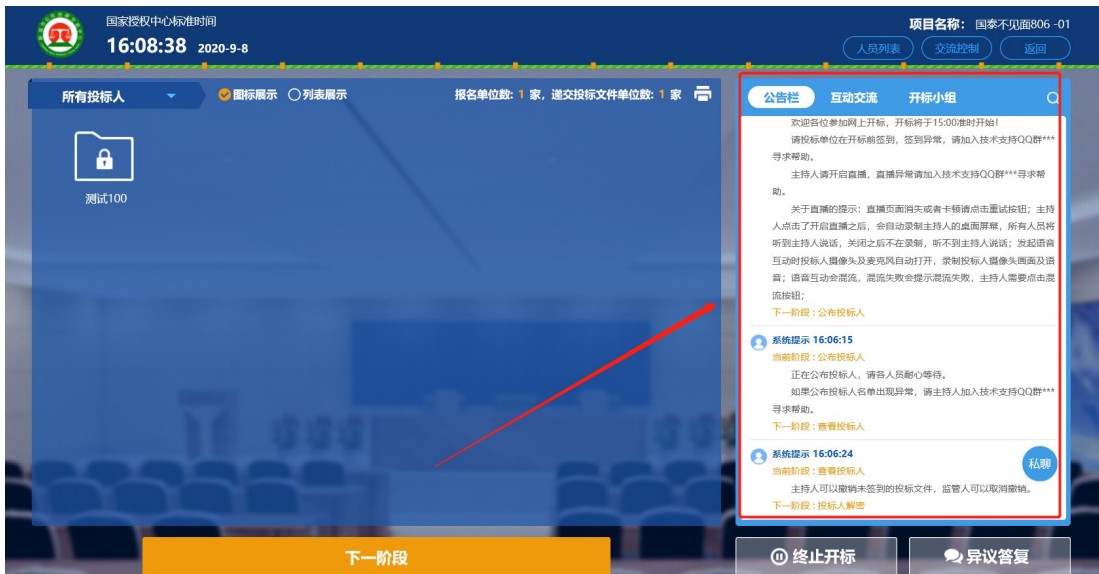 国家授权中心标准时间
16:08:38 2020-9-8
项目名称： 国泰不见面806 -01
人员列表 交流控制 返回
所有投标人 图标展示 列表展示 报名单位数: 1 家，递交投标文件单位数: 1 家
测试100
公告栏 互动交流 开标小组
欢迎各位参加网上开标，开标将于15:00准时开始！
请投标单位在开标前签到，签到异常，请加入技术支持QQ群***
寻求帮助。
主持人请开启直播，直播异常请加入技术支持QQ群***寻求帮
助。
关于直播的提示：直播页面消失或者卡顿请点击重试按钮；主持
人点击了开启直播之后，会自动录制主持人的桌面屏幕，所有人员将
听到主持人说话，关闭之后不在录制，听不到主持人说话；发起语音
互动时投标人摄像头及麦克风自动打开，录制投标人摄像头画面及语
音；语音互动会混流，混流失败会提示混流失败，主持人需要点击混
流按钮；
下一阶段 : 公布投标人
系统提示 16:06:15
当前阶段 : 公布投标人
正在公布投标人，请各人员耐心等待。
如果公布投标人名单出现异常，请主持人加入技术支持QQ群***
寻求帮助。
下一阶段 : 查看投标人
系统提示 16:06:24
当前阶段 : 查看投标人
主持人可以撤销未签到的投标文件，监管人可以取消撤销。
下一阶段 : 投标人解密
私聊
下一阶段 终止开标 异议答复